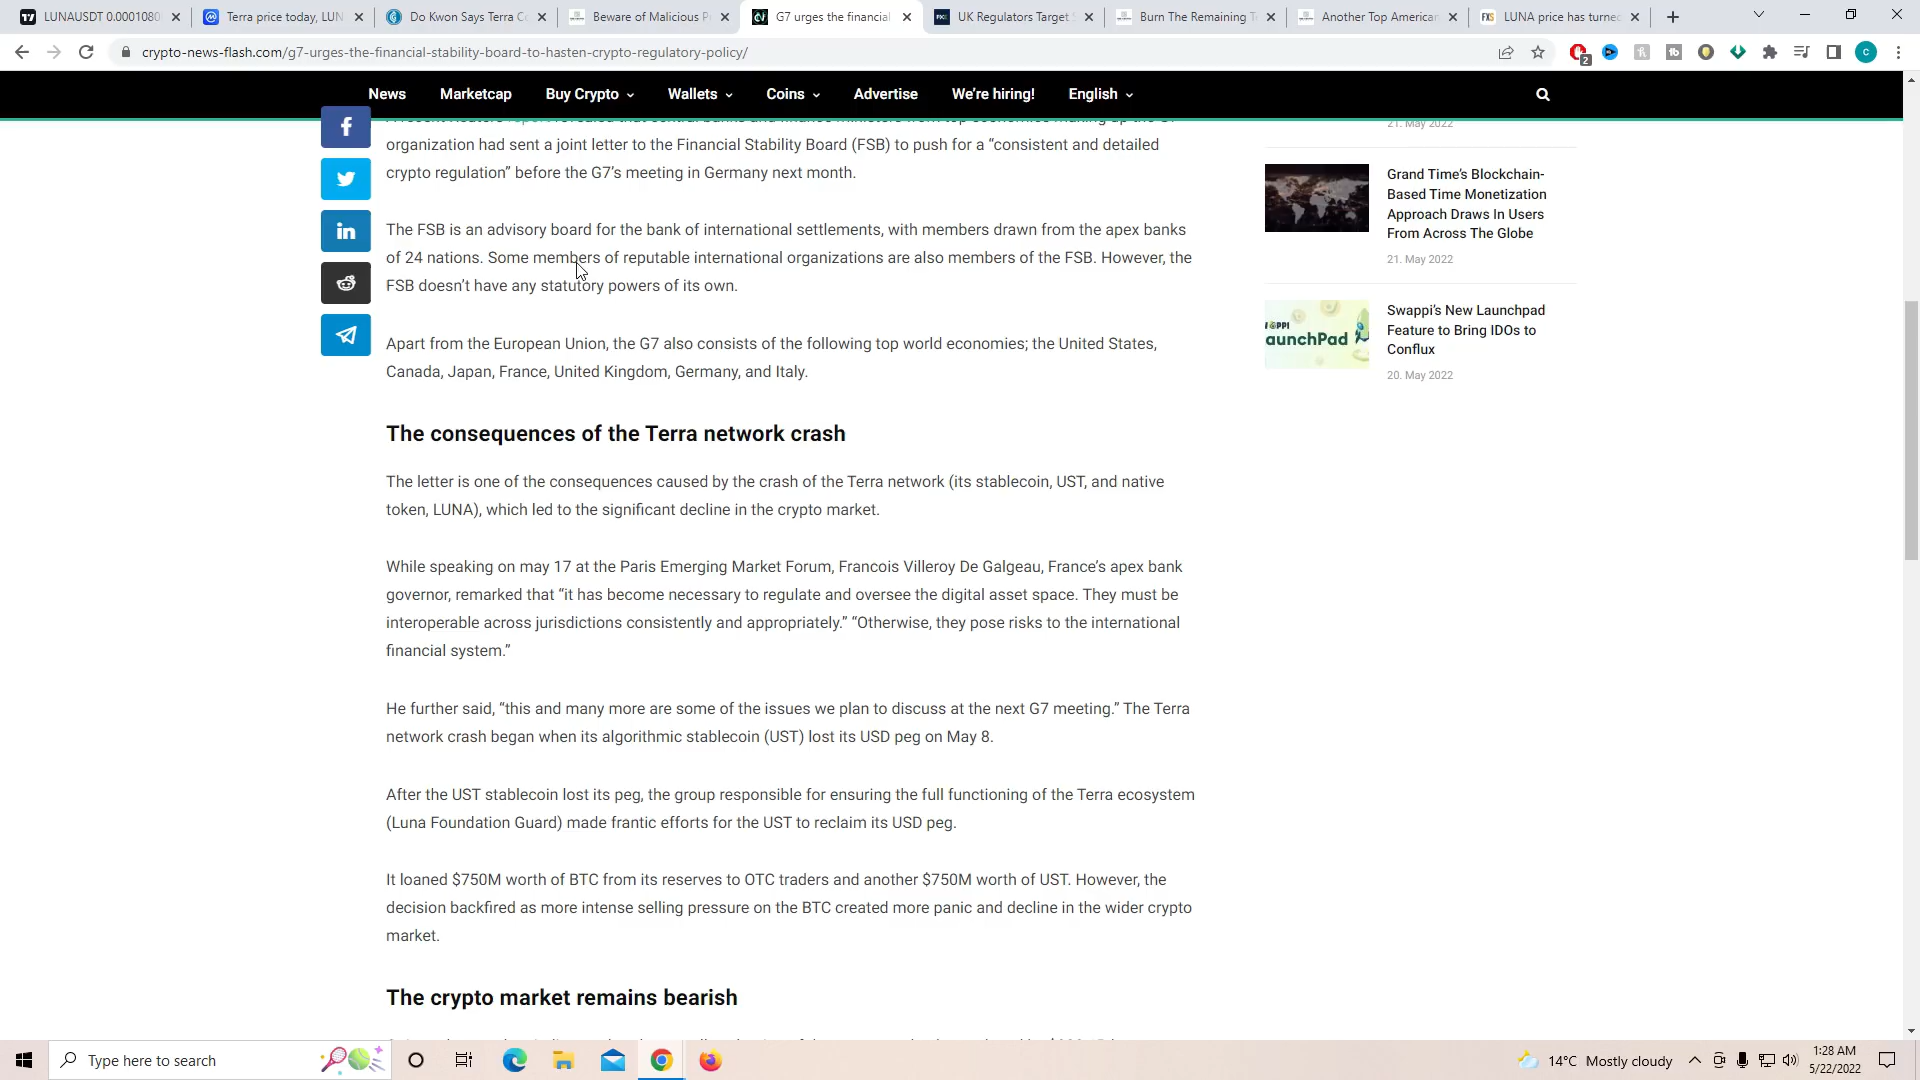 LUNAUSDT 0.0001080
Terra price today, LUN
Do Kwon Says Terra Co
Beware of Malicious P
G7 urges the financial
UK Regulators Target S
Burn The Remaining T
Another Top American
LUNA price has turned
crypto-news-flash.com/g7-urges-the-financial-stability-board-to-hasten-crypto-regulatory-policy/
2
c
News
Marketcap
Buy Crypto
Wallets
Coins
Advertise
We're hiring!
English
organization had sent a joint letter to the Financial Stability Board (FSB) to push for a “consistent and detailed
crypto regulation” before the G7's meeting in Germany next month.
The FSB is an advisory board for the bank of international settlements, with members drawn from the apex banks
of 24 nations. Some members of reputable international organizations are also members of the FSB. However, the
FSB doesn't have any statutory powers of its own.
Apart from the European Union, the G7 also consists of the following top world economies; the United States,
Canada, Japan, France, United Kingdom, Germany, and Italy.
The consequences of the Terra network crash
The letter is one of the consequences caused by the crash of the Terra network (its stablecoin, UST, and native
token, LUNA), which led to the significant decline in the crypto market.
While speaking on may 17 at the Paris Emerging Market Forum, Francois Villeroy De Galgeau, France's apex bank
governor, remarked that “it has become necessary to regulate and oversee the digital asset space. They must be
interoperable across jurisdictions consistently and appropriately.” “Otherwise, they pose risks to the international
financial system.”
He further said, “this and many more are some of the issues we plan to discuss at the next G7 meeting.” The Terra
network crash began when its algorithmic stablecoin (UST) lost its USD peg on May 8.
After the UST stablecoin lost its peg, the group responsible for ensuring the full functioning of the Terra ecosystem
(Luna Foundation Guard) made frantic efforts for the UST to reclaim its USD peg.
It loaned $750M worth of BTC from its reserves to OTC traders and another $750M worth of UST. However, the
decision backfired as more intense selling pressure on the BTC created more panic and decline in the wider crypto
market.
The crypto market remains bearish
21. May 2022
Grand Time's Blockchain-
Based Time Monetization
Approach Draws In Users
From Across The Globe
21. May 2022
aunchPad
Swappi's New Launchpad
Feature to Bring IDOs to
Conflux
20. May 2022
Type here to search
14°C Mostly cloudy
1:28 AM
5/22/2022